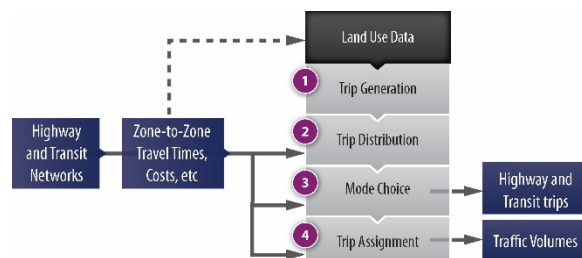 Land Use Data
1
Trip Generation
2
Trip Distribution
3
Mode Choice
4
Trip Assignment
Highway
and Transit
Networks
Zone-to-Zone
Travel Times,
Costs, etc
Highway and
Transit trips
Traffic Volumes